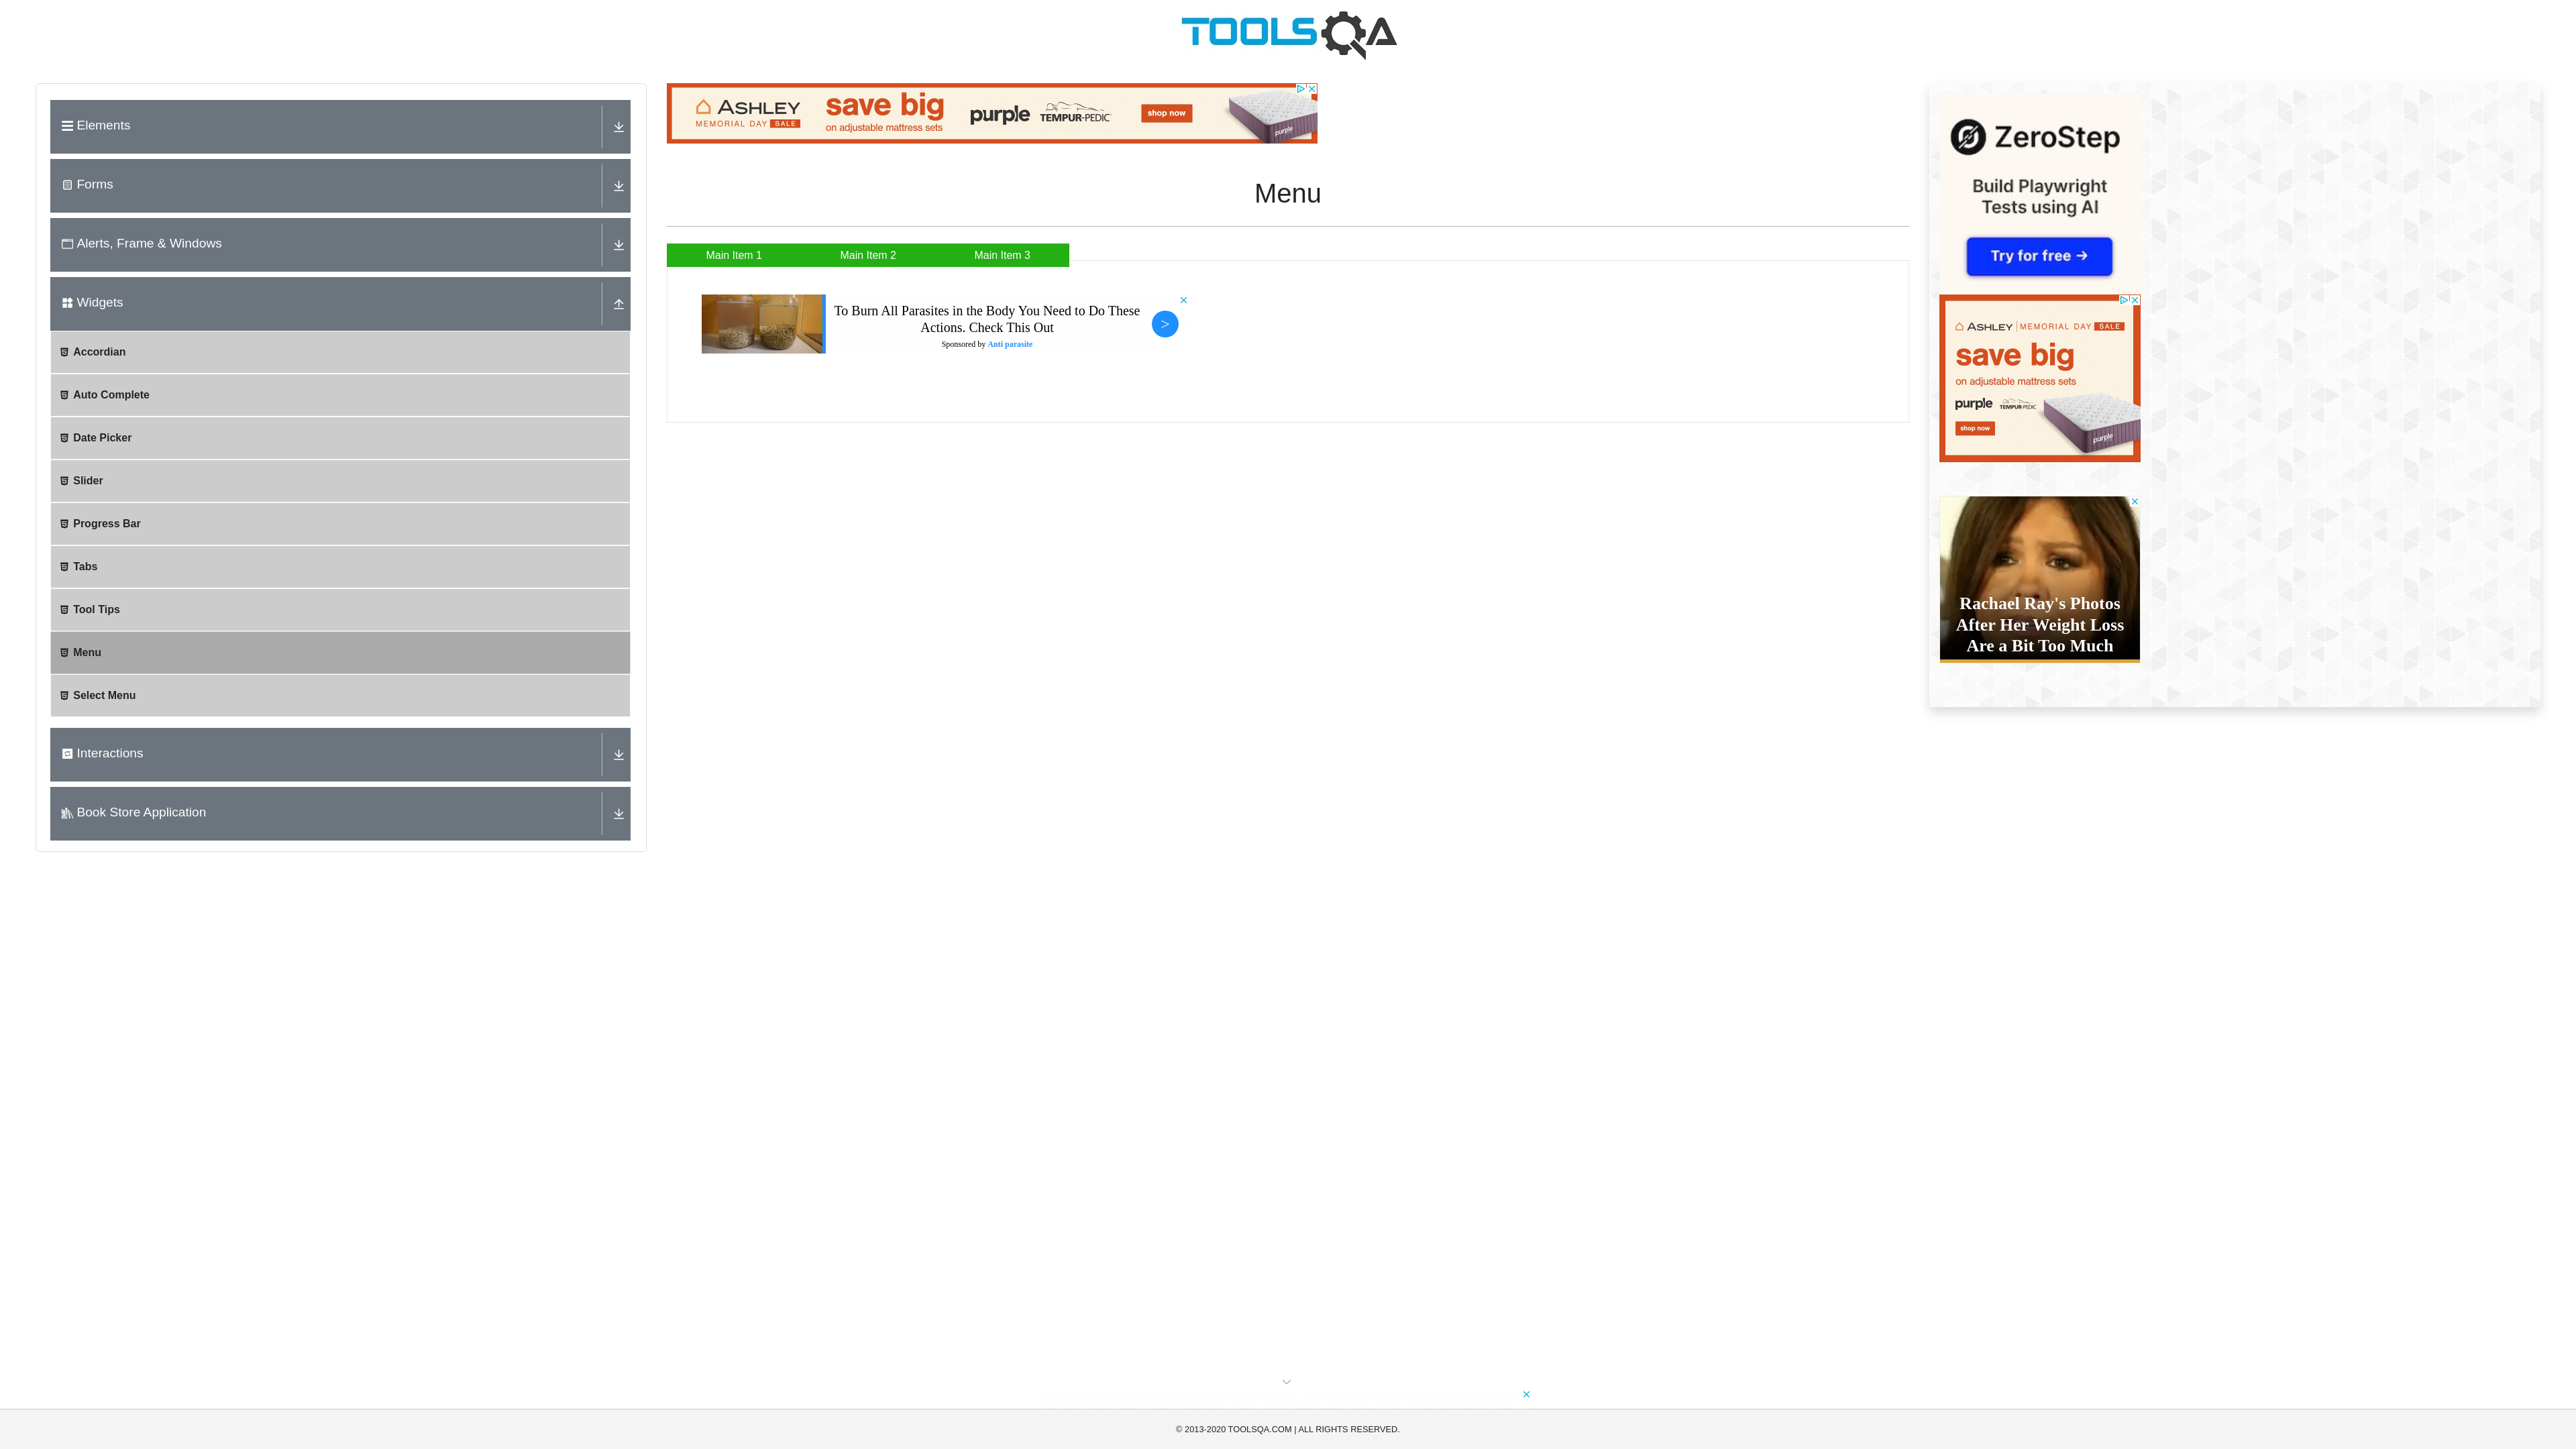 TOOLSQA
Elements
Forms
Alerts, Frame & Windows
Widgets
Accordian
Auto Complete
Date Picker
Slider
Progress Bar
Tabs
Tool Tips
Menu
Select Menu
Interactions
Book Store Application
ASHLEY
MEMORIAL DAY SALE
save big
on adjustable mattress sets
purple
TEMPUR-PEDIC
shop now
purple
Menu
Main Item 1
Main Item 2
Main Item 3
To Burn All Parasites in the Body You Need to Do These
Actions. Check This Out
Sponsored by Anti parasite
>
ZeroStep
Build Playwright
Tests using AI
Try for free →
ASHLEY | MEMORIAL DAY SALE
save big
on adjustable mattress sets
purple TEMPUR-PEDIC
shop now
purple
Rachael Ray's Photos
After Her Weight Loss
Are a Bit Too Much
© 2013-2020 TOOLSQA.COM | ALL RIGHTS RESERVED.